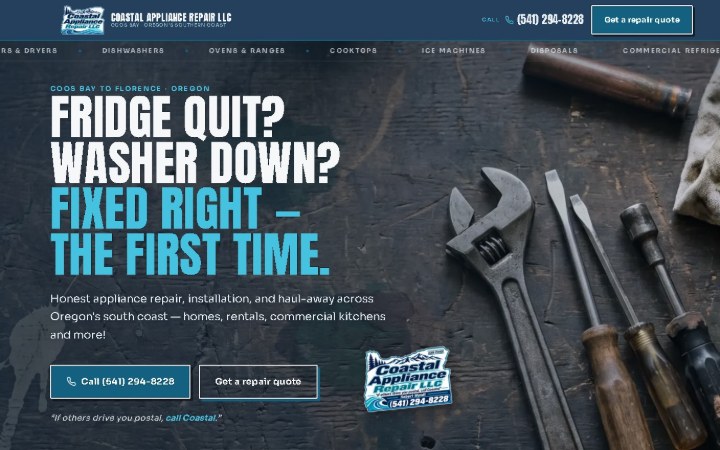 Coastal Appliance Repair LLC
COASTAL APPLIANCE REPAIR LLC
COOS BAY · OREGON'S SOUTHERN COAST
CALL (541) 294-8228
Get a repair quote
RS & DRYERS · DISHWASHERS · OVENS & RANGES · COOKTOPS · ICE MACHINES · DISPOSALS · COMMERCIAL REFRIGE
COOS BAY TO FLORENCE · OREGON
FRIDGE QUIT?
WASHER DOWN?
FIXED RIGHT —
THE FIRST TIME.
Honest appliance repair, installation, and haul-away across
Oregon's south coast — homes, rentals, commercial kitchens
and more!
Call (541) 294-8228
Get a repair quote
"If others drive you postal, call Coastal."
Coastal
Appliance
Repair LLC
(541) 294-8228